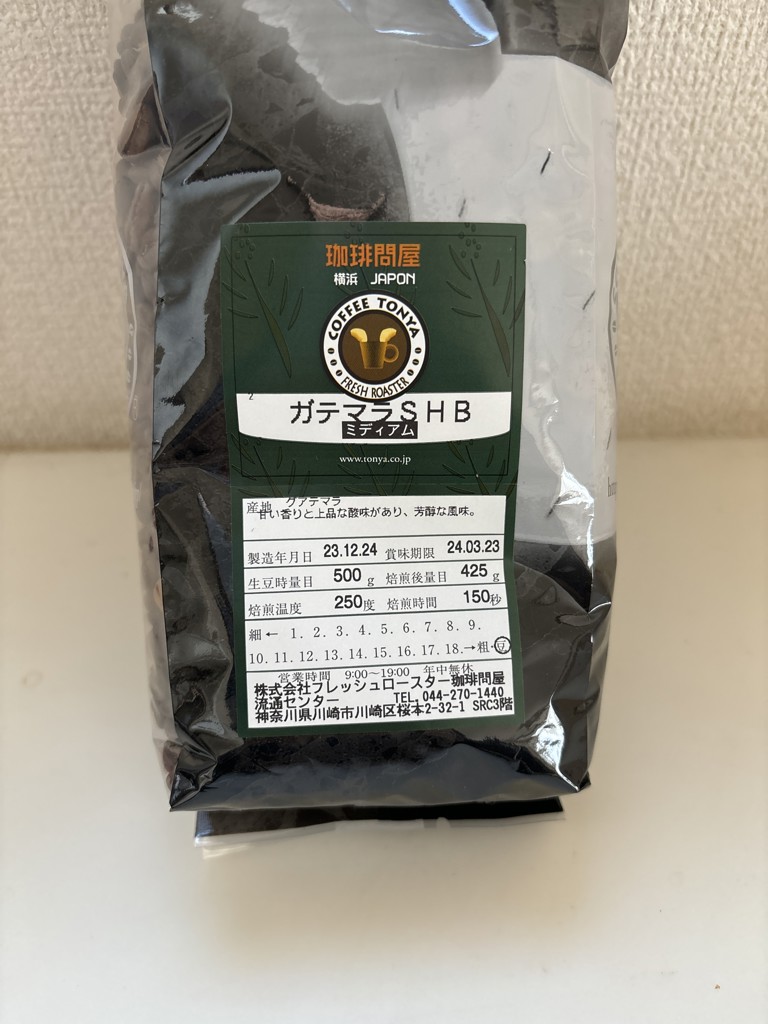 珈琲問屋
横浜 JAPON
COFFEE TONYA
FRESH ROASTER
2
ガテマラSHB
ミディアム
www.tonya.co.jp
産地 グアテマラ
甘い香りと上品な酸味があり、芳醇な風味。
製造年月日 23.12.24 賞味期限 24.03.23
生豆時量目 500 g 焙煎後量目 425 g
焙煎温度 250度 焙煎時間 150秒
細← 1. 2. 3. 4. 5. 6. 7. 8. 9.
10. 11. 12. 13. 14. 15. 16. 17. 18.→粗・豆
営業時間 9:00〜19:00 年中無休
株式会社フレッシュロースター珈琲問屋
流通センター TEL.044-270-1440
神奈川県川崎市川崎区桜本2-32-1 SRC3階